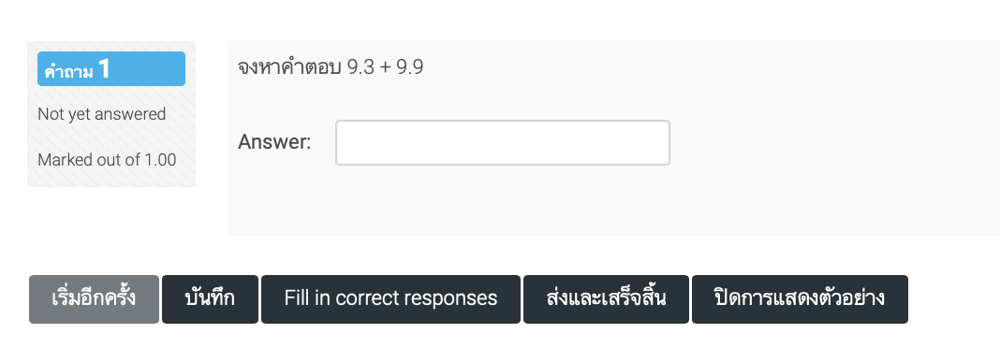 คำถาม 1
Not yet answered
Marked out of 1.00
จงหาคำตอบ 9.3 + 9.9
Answer:
เริ่มอีกครั้ง บันทึก Fill in correct responses ส่งและเสร็จสิ้น ปิดการแสดงตัวอย่าง